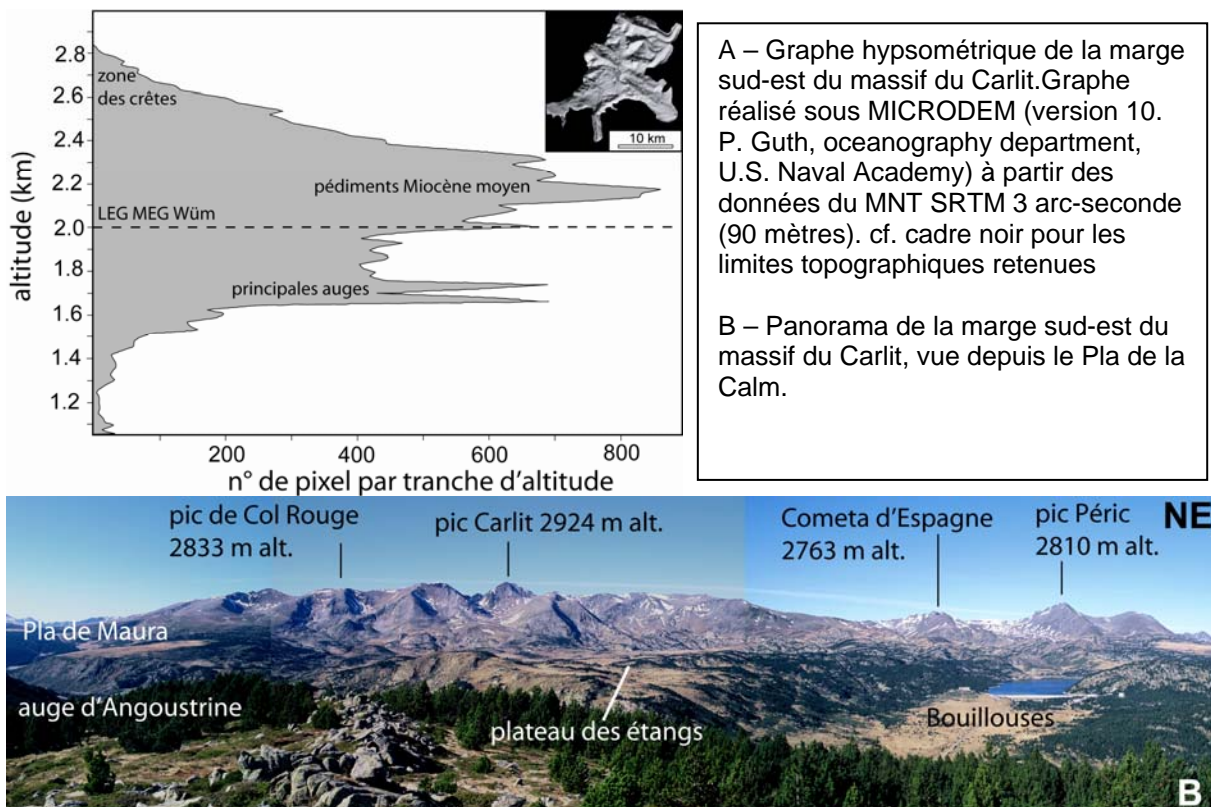 2.8
2.6
2.4
2.2
2.0
1.8
1.6
1.4
1.2
altitude (km)
zone
des crêtes
pédiments Miocène moyen
LEG MEG Wüm
principales auges
10 km
200 400 600 800
n° de pixel par tranche d'altitude
A – Graphe hypsométrique de la marge
sud-est du massif du Carlit.Graphe
réalisé sous MICRODEM (version 10.
P. Guth, oceanography department,
U.S. Naval Academy) à partir des
données du MNT SRTM 3 arc-seconde
(90 mètres). cf. cadre noir pour les
limites topographiques retenues
B – Panorama de la marge sud-est du
massif du Carlit, vue depuis le Pla de la
Calm.
pic de Col Rouge
2833 m alt.
pic Carlit 2924 m alt.
Cometa d'Espagne
2763 m alt.
pic Péric
2810 m alt.
NE
Pla de Maura
auge d'Angoustrine
plateau des étangs
Bouillouses
B